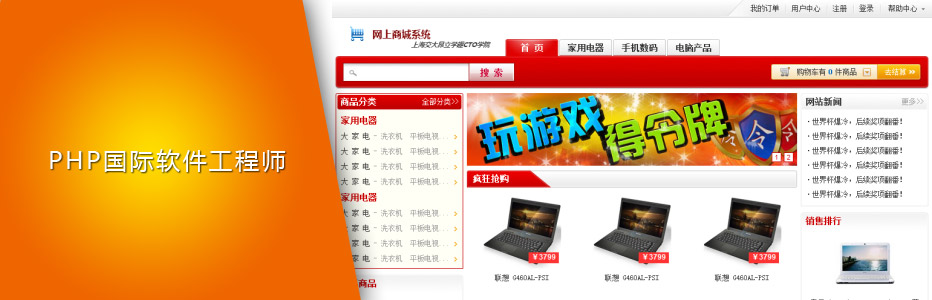 PHP国际软件工程师
我的订单 用户中心 注册 登录 帮助中心
网上商城系统
上海交大昂立学趣CTO学院
首 页 家用电器 手机数码 电脑产品
搜 索 购物车有 0 件商品 去结算
商品分类 全部分类>>
家用电器
大 家 电 - 洗衣机 平板电视...
大 家 电 - 洗衣机 平板电视...
大 家 电 - 洗衣机 平板电视...
大 家 电 - 洗衣机 平板电视...
家用电器
大 家 电 - 洗衣机 平板电视...
大 家 电 - 洗衣机 平板电视...
家 电 - 洗衣机 平板电视...
家 电 - 洗衣机 平板电视...
商品
玩游戏 得令牌
令 令
1 2
疯狂抢购
¥3799 ¥3799 ¥3799
联想 G460AL-PSI 联想 G460AL-PSI 联想 G460AL-PSI
网站新闻 更多>>
· 世界杯爆冷，后续奖项翻番！
· 世界杯爆冷，后续奖项翻番！
· 世界杯爆冷，后续奖项翻番！
· 世界杯爆冷，后续奖项翻番！
· 世界杯爆冷，后续奖项翻番！
· 世界杯爆冷，后续奖项翻番！
销售排行